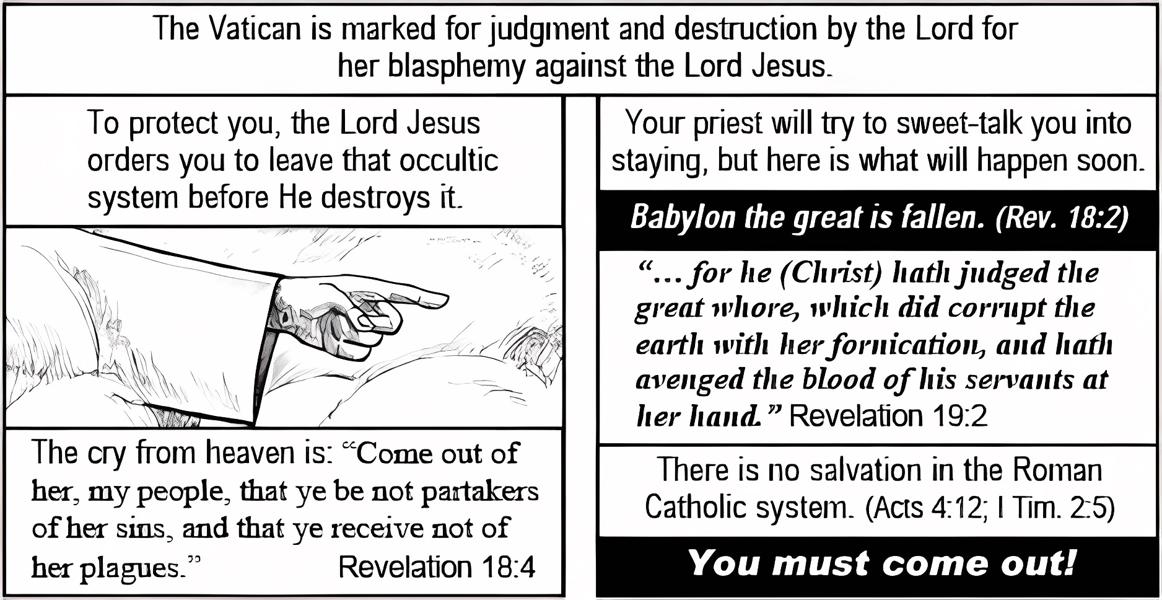 The Vatican is marked for judgment and destruction by the Lord for
her blasphemy against the Lord Jesus.
To protect you, the Lord Jesus
orders you to leave that occultic
system before He destroys it.
The cry from heaven is: “Come out of
her, my people, that ye be not partakers
of her sins, and that ye receive not of
her plagues.” Revelation 18:4
Your priest will try to sweet-talk you into
staying, but here is what will happen soon.
Babylon the great is fallen. (Rev. 18:2)
“...for he (Christ) hath judged the
great whore, which did corrupt the
earth with her fornication, and hath
avenged the blood of his servants at
her hand.” Revelation 19:2
There is no salvation in the Roman
Catholic system. (Acts 4:12; I Tim. 2:5)
You must come out!